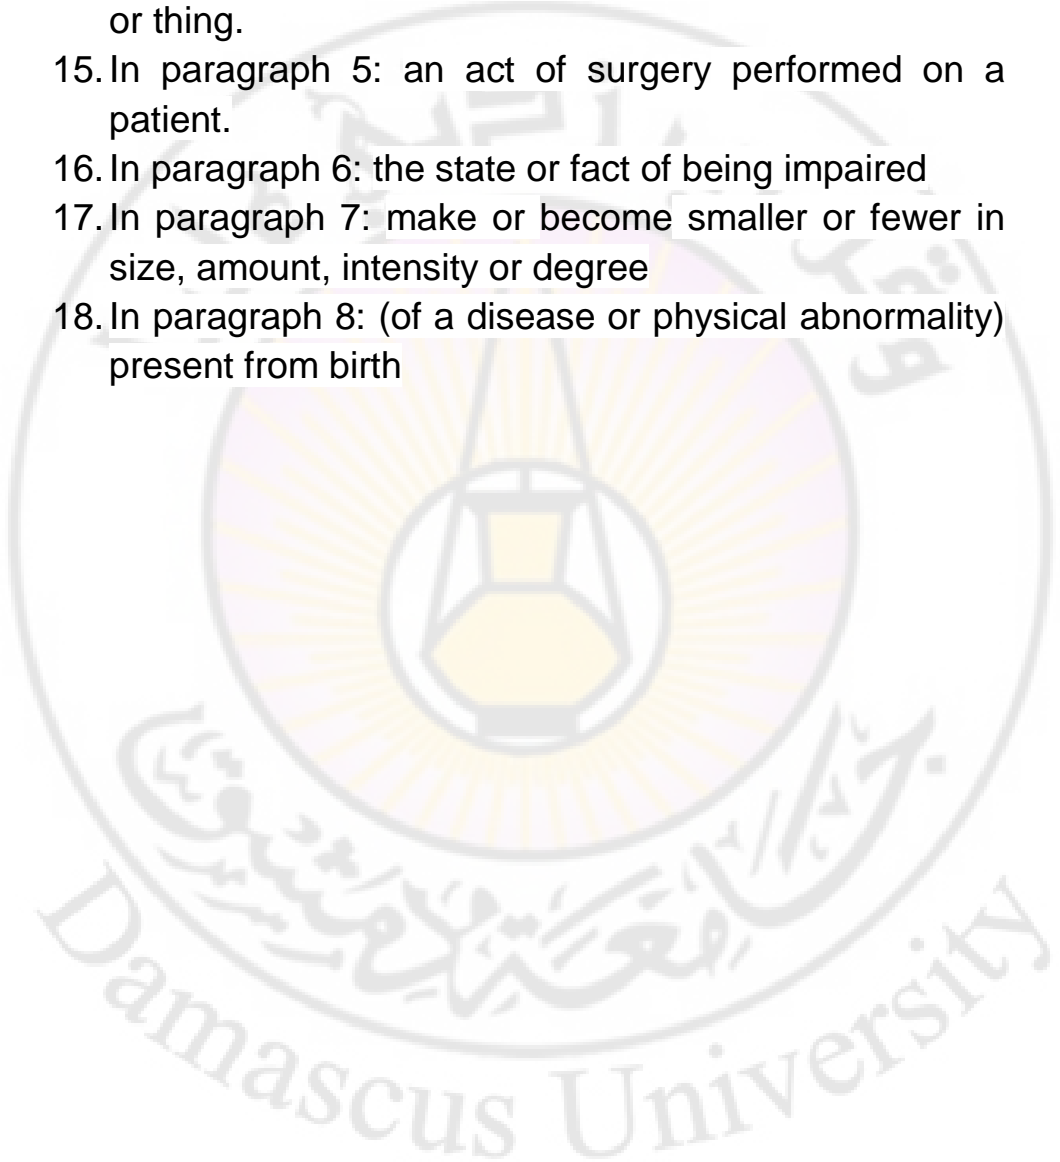 or thing.
15. In paragraph 5: an act of surgery performed on a
patient.
16. In paragraph 6: the state or fact of being impaired
17. In paragraph 7: make or become smaller or fewer in
size, amount, intensity or degree
18. In paragraph 8: (of a disease or physical abnormality)
present from birth
جامعة دمشق
Damascus University